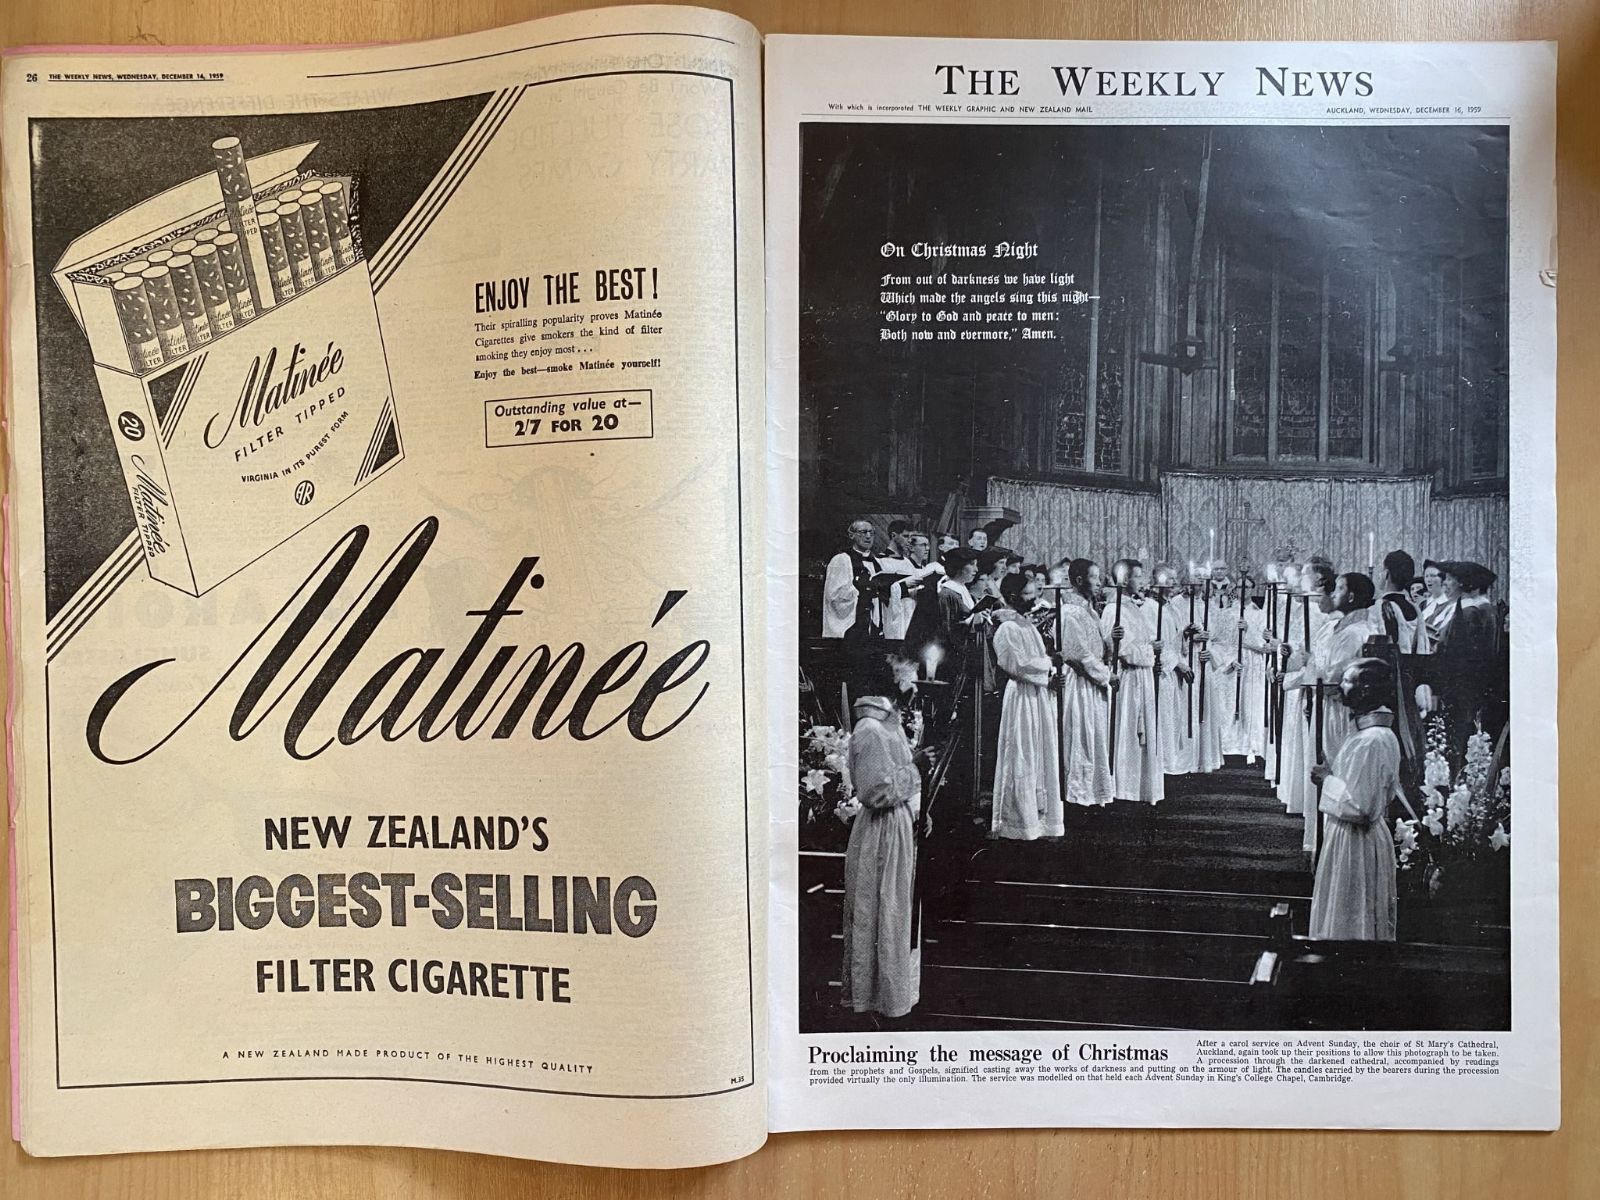 26 THE WEEKLY NEWS, WEDNESDAY, DECEMBER 16, 1959
Matinée
FILTER TIPPED
VIRGINIA IN ITS PUREST FORM
20
Matinée
FILTER TIPPED
ENJOY THE BEST!
Their spiralling popularity proves Matinée
Cigarettes give smokers the kind of filter
smoking they enjoy most . . .
Enjoy the best—smoke Matinée yourself!
Outstanding value at—
2/7 FOR 20
Matinée
NEW ZEALAND'S
BIGGEST-SELLING
FILTER CIGARETTE
A NEW ZEALAND MADE PRODUCT OF THE HIGHEST QUALITY
M.35
THE WEEKLY NEWS
With which is incorporated THE WEEKLY GRAPHIC AND NEW ZEALAND MAIL
AUCKLAND, WEDNESDAY, DECEMBER 16, 1959
On Christmas Night
From out of darkness we have light
Which made the angels sing this night—
"Glory to God and peace to men:
Both now and evermore," Amen.
Proclaiming the message of Christmas
After a carol service on Advent Sunday, the choir of St Mary's Cathedral,
Auckland, again took up their positions to allow this photograph to be taken.
A procession through the darkened cathedral, accompanied by readings
from the prophets and Gospels, signified casting away the works of darkness and putting on the armour of light. The candles carried by the bearers during the procession
provided virtually the only illumination. The service was modelled on that held each Advent Sunday in King's College Chapel, Cambridge.